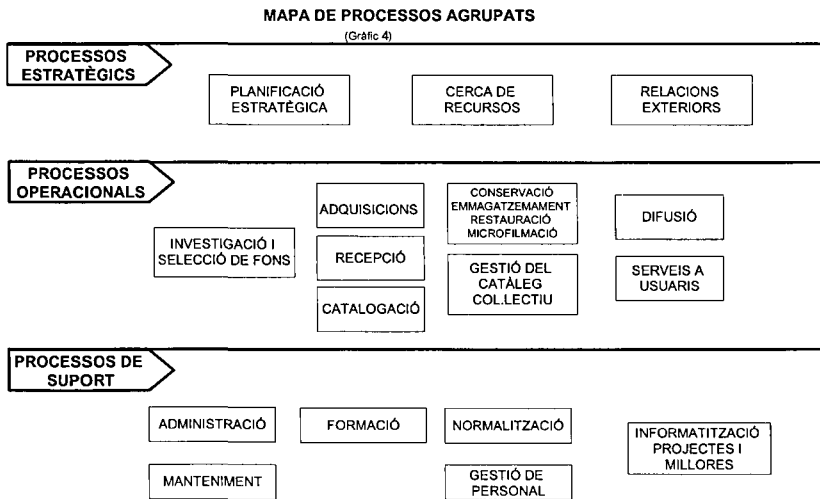 MAPA DE PROCESSOS AGRUPATS
(Gràfic 4)
PROCESSOS
ESTRATÈGICS
PLANIFICACIÓ
ESTRATÈGICA
CERCA DE
RECURSOS
RELACIONS
EXTERIORS
PROCESSOS
OPERACIONALS
INVESTIGACIÓ I
SELECCIÓ DE FONS
ADQUISICIONS
RECEPCIÓ
CATALOGACIÓ
CONSERVACIÓ
EMMAGATZEMAMENT
RESTAURACIÓ
MICROFILMACIÓ
GESTIÓ DEL
CATÀLEG
COL.LECTIU
DIFUSIÓ
SERVEIS A
USUARIS
PROCESSOS DE
SUPORT
ADMINISTRACIÓ
FORMACIÓ
NORMALITZACIÓ
INFORMATITZACIÓ
PROJECTES I
MILLORES
MANTENIMENT
GESTIÓ DE
PERSONAL